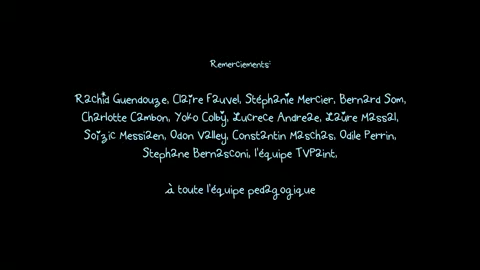 Remerciements:
Rachid Guendouze, Claire Fauvel, Stéphanie Mercier, Bernard Som,
Charlotte Cambon, Yoko Colby, Lucrece Andreae, Laure Massal,
Soizic Messiaen, Odon Valley, Constantin Maschas, Odile Perrin,
Stephane Bernasconi, l'équipe TVPaint,
à toute l'équipe pedagogique